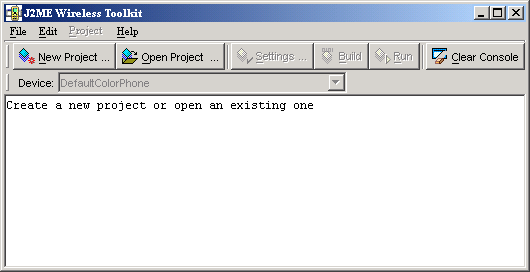 J2ME Wireless Toolkit
File Edit Project Help
New Project ... Open Project ... Settings ... Build Run Clear Console
Device: DefaultColorPhone
Create a new project or open an existing one